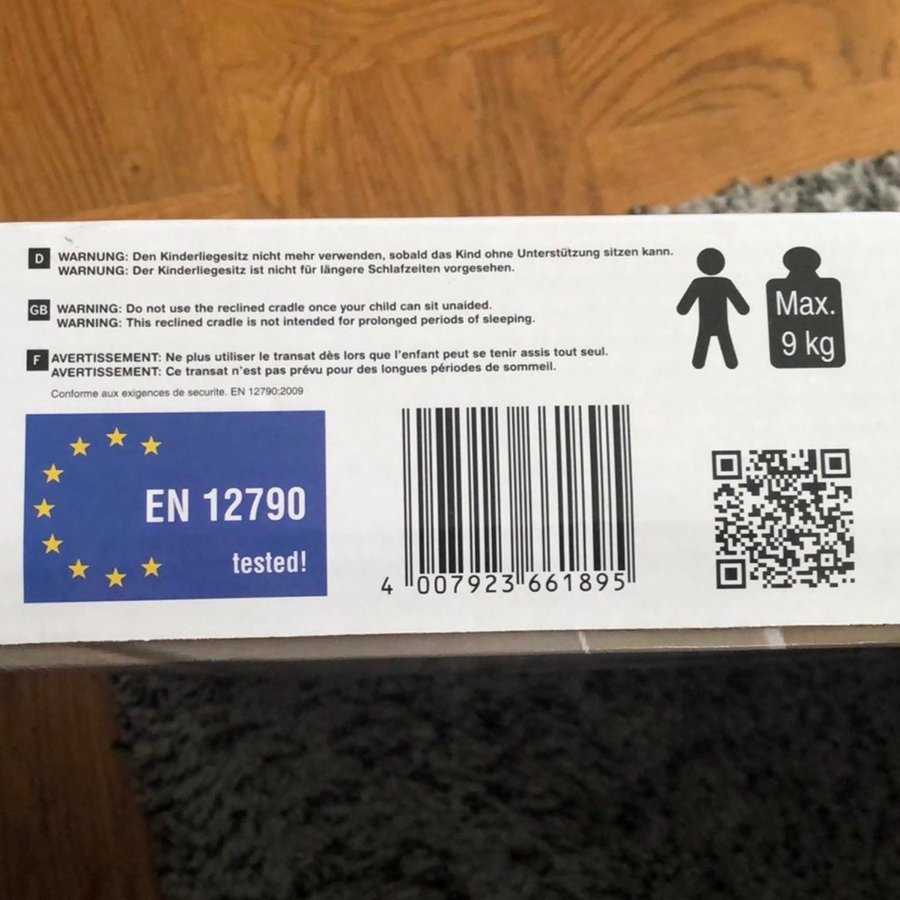 D WARNUNG: Den Kinderliegesitz nicht mehr verwenden, sobald das Kind ohne Unterstützung sitzen kann.
WARNUNG: Der Kinderliegesitz ist nicht für längere Schlafzeiten vorgesehen.
GB WARNING: Do not use the reclined cradle once your child can sit unaided.
WARNING: This reclined cradle is not intended for prolonged periods of sleeping.
F AVERTISSEMENT: Ne plus utiliser le transat dès lors que l'enfant peut se tenir assis tout seul.
AVERTISSEMENT: Ce transat n'est pas prévu pour des longues périodes de sommeil.
Conforme aux exigences de securite. EN 12790:2009
Max.
9 kg
EN 12790
tested!
4 007923 661895